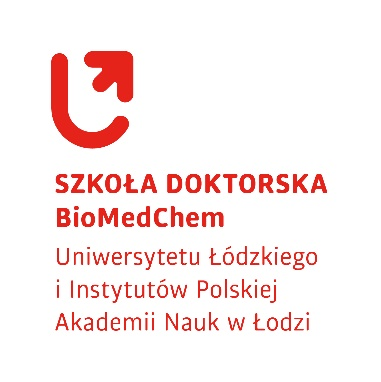 SZKOŁA DOKTORSKA
BioMedChem
Uniwersytetu Łódzkiego
i Instytutów Polskiej
Akademii Nauk w Łodzi